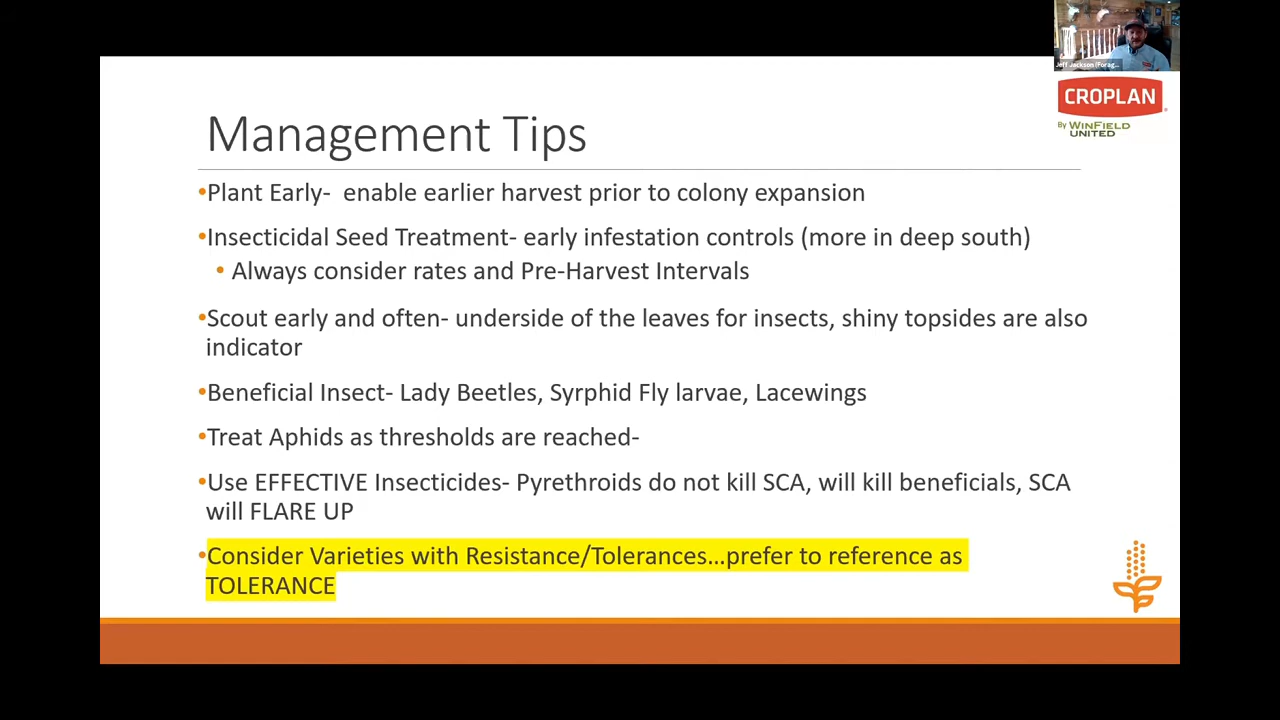 Jeff Jackson (Forag...
CROPLAN
By WINFIELD
UNITED
Management Tips
•Plant Early-  enable earlier harvest prior to colony expansion
•Insecticidal Seed Treatment- early infestation controls (more in deep south)
• Always consider rates and Pre-Harvest Intervals
•Scout early and often- underside of the leaves for insects, shiny topsides are also
indicator
•Beneficial Insect- Lady Beetles, Syrphid Fly larvae, Lacewings
•Treat Aphids as thresholds are reached-
•Use EFFECTIVE Insecticides- Pyrethroids do not kill SCA, will kill beneficials, SCA
will FLARE UP
•Consider Varieties with Resistance/Tolerances…prefer to reference as
TOLERANCE